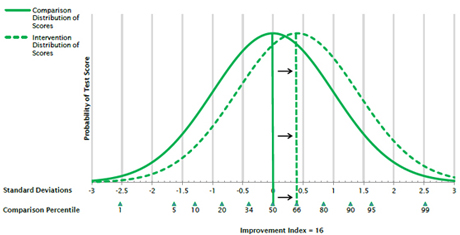 Comparison
Distribution of
Scores
Intervention
Distribution of
Scores
Probability of Test Score
Standard Deviations -3 -2.5 -2 -1.5 -1 -0.5 0 0.5 1 1.5 2 2.5 3
Comparison Percentile 1 5 10 20 34 50 66 80 90 95 99
Improvement Index = 16